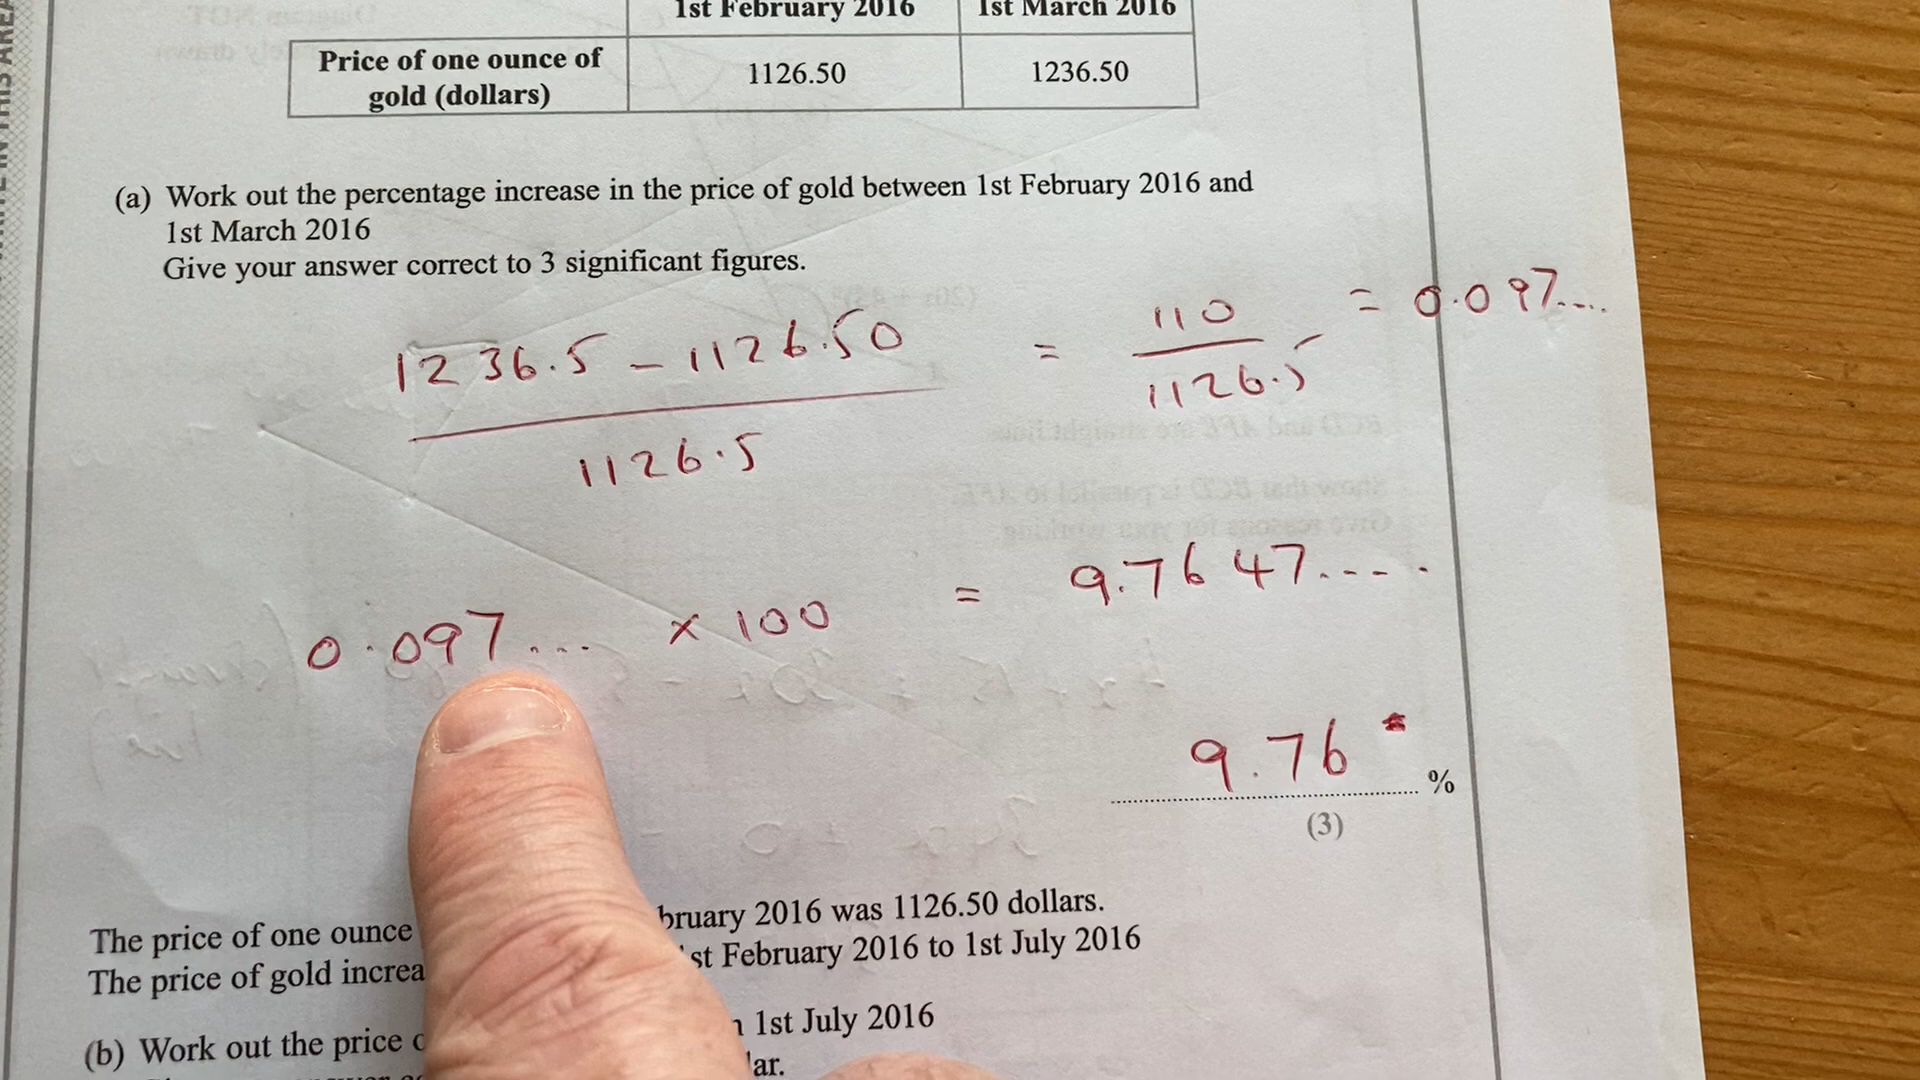 1st February 2016 1st March 2016
Price of one ounce of
gold (dollars) 1126.50 1236.50
(a) Work out the percentage increase in the price of gold between 1st February 2016 and
1st March 2016
Give your answer correct to 3 significant figures.
1236.5 - 1126.50 = 110 = 0.097....
1126.5 1126.5
0.097... × 100 = 9.7647.....
9.76 %
(3)
The price of one ounce bruary 2016 was 1126.50 dollars.
The price of gold increa st February 2016 to 1st July 2016
(b) Work out the price 1st July 2016
ar.